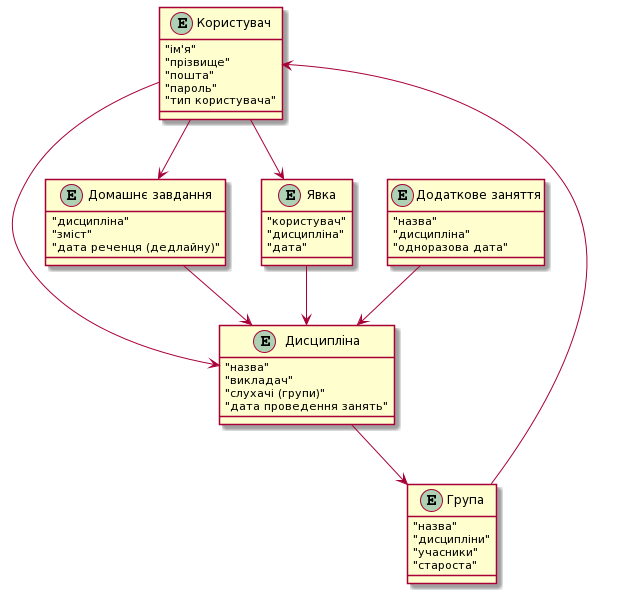 E Користувач
"ім'я"
"прізвище"
"пошта"
"пароль"
"тип користувача"
E Домашнє завдання
"дисципліна"
"зміст"
"дата реченця (дедлайну)"
E Явка
"користувач"
"дисципліна"
"дата"
E Додаткове заняття
"назва"
"дисципліна"
"одноразова дата"
E Дисципліна
"назва"
"викладач"
"слухачі (групи)"
"дата проведення занять"
E Група
"назва"
"дисципліни"
"учасники"
"староста"